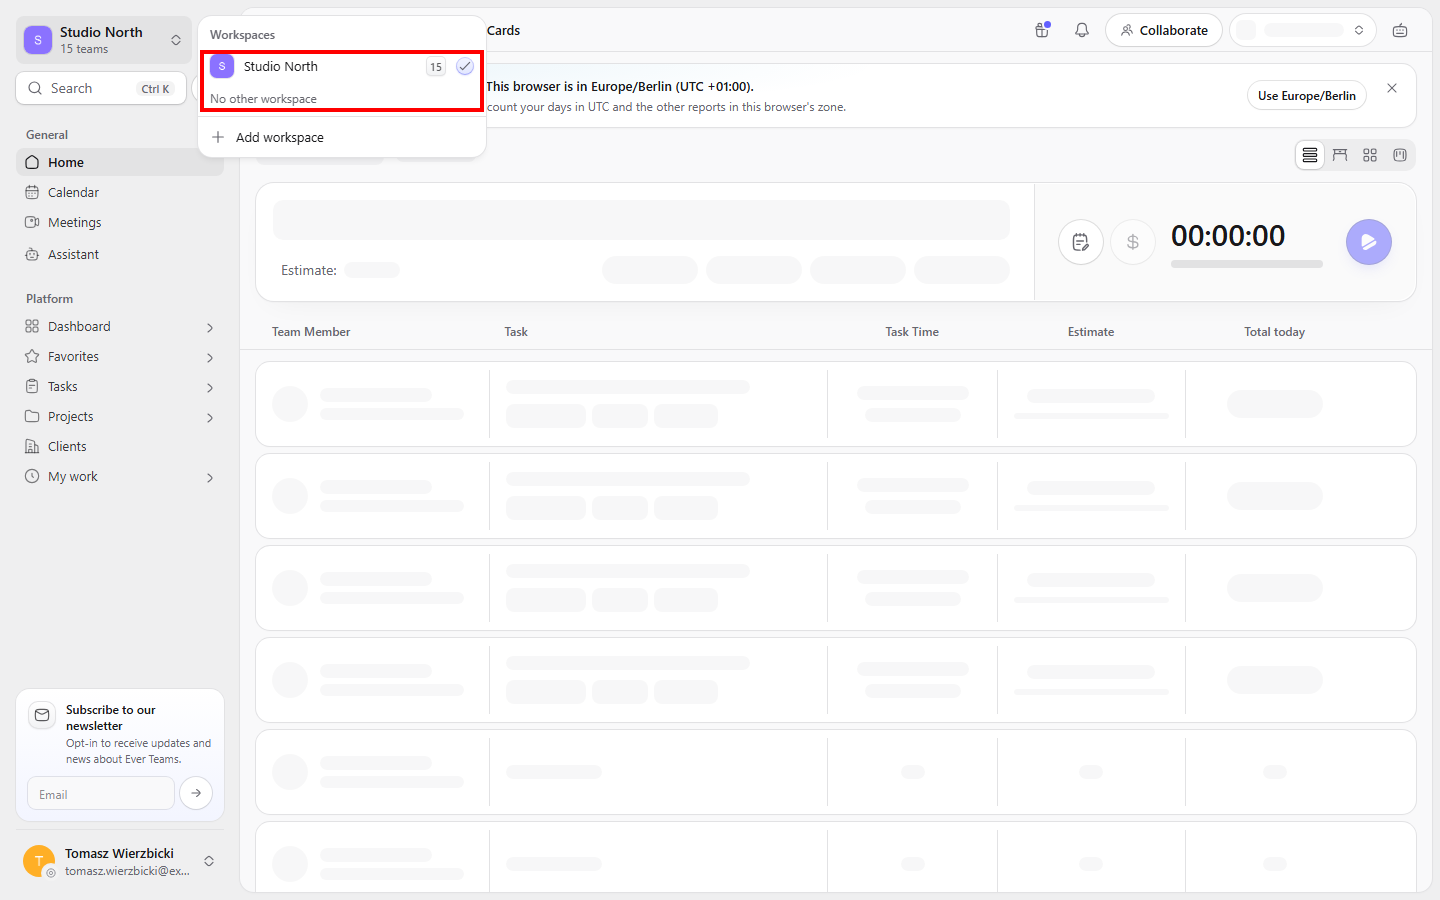 S
Studio North
15 teams
Search
Ctrl K
General
Home
Calendar
Meetings
Assistant
Platform
Dashboard
Favorites
Tasks
Projects
Clients
My work
Subscribe to our
newsletter
Opt-in to receive updates and
news about Ever Teams.
Email
T
Tomasz Wierzbicki
tomasz.wierzbicki@ex...
Workspaces
S
Studio North
15
No other workspace
Add workspace
Cards
Collaborate
This browser is in Europe/Berlin (UTC +01:00).
count your days in UTC and the other reports in this browser's zone.
Use Europe/Berlin
Estimate:
$
00:00:00
Team Member
Task
Task Time
Estimate
Total today